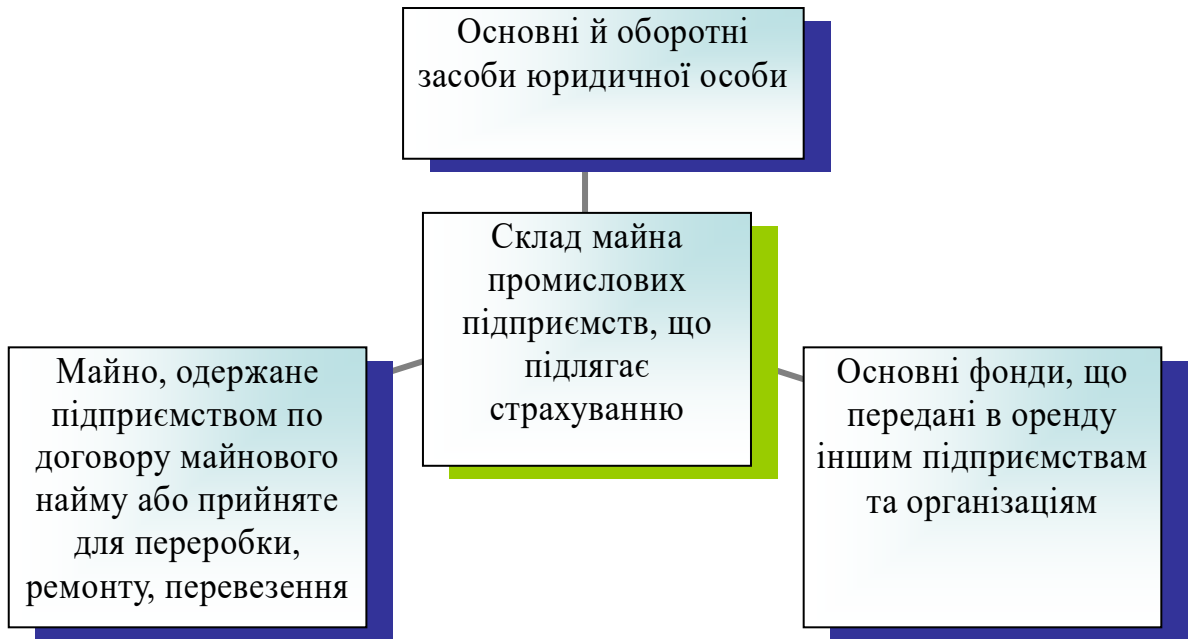 Основні й оборотні
засоби юридичної особи
Склад майна
промислових
підприємств, що
підлягає
страхуванню
Майно, одержане
підприємством по
договору майнового
найму або прийняте
для переробки,
ремонту, перевезення
Основні фонди, що
передані в оренду
іншим підприємствам
та організаціям